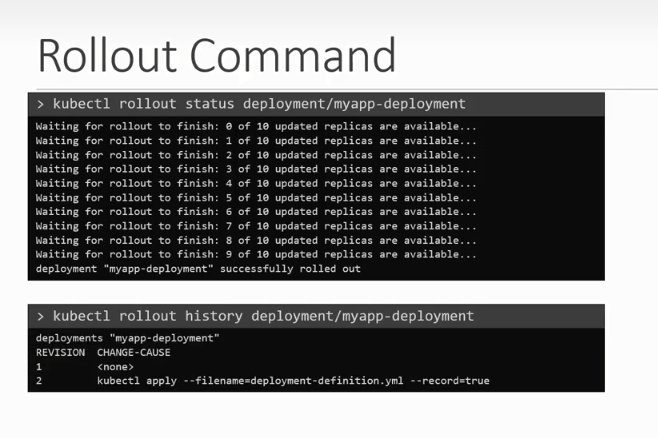 Rollout Command
> kubectl rollout status deployment/myapp-deployment
Waiting for rollout to finish: 0 of 10 updated replicas are available...
Waiting for rollout to finish: 1 of 10 updated replicas are available...
Waiting for rollout to finish: 2 of 10 updated replicas are available...
Waiting for rollout to finish: 3 of 10 updated replicas are available...
Waiting for rollout to finish: 4 of 10 updated replicas are available...
Waiting for rollout to finish: 5 of 10 updated replicas are available...
Waiting for rollout to finish: 6 of 10 updated replicas are available...
Waiting for rollout to finish: 7 of 10 updated replicas are available...
Waiting for rollout to finish: 8 of 10 updated replicas are available...
Waiting for rollout to finish: 9 of 10 updated replicas are available...
deployment "myapp-deployment" successfully rolled out
> kubectl rollout history deployment/myapp-deployment
deployments "myapp-deployment"
REVISION CHANGE-CAUSE
1 <none>
2 kubectl apply --filename=deployment-definition.yml --record=true